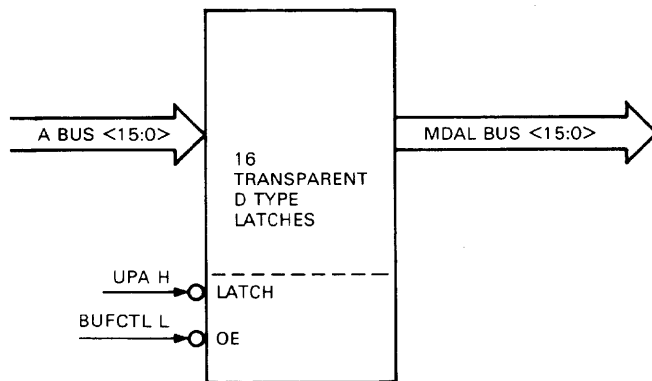 A BUS <15:0>
MDAL BUS <15:0>
16
TRANSPARENT
D TYPE
LATCHES
UPA H
LATCH
BUFCTL L
OE